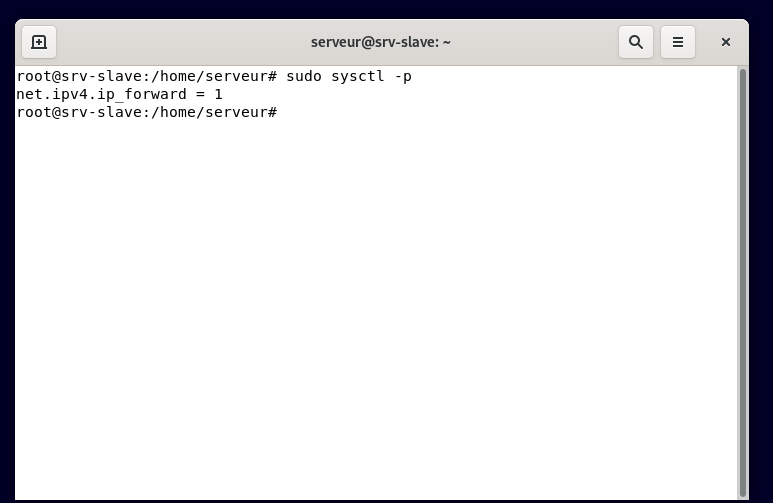 serveur@srv-slave: ~
root@srv-slave:/home/serveur# sudo sysctl -p
net.ipv4.ip_forward = 1
root@srv-slave:/home/serveur#